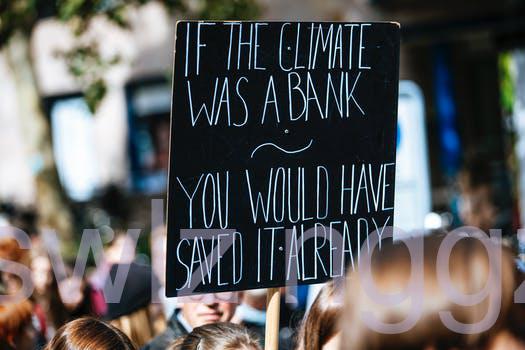 IF THE CLIMATE
WAS A BANK
~
YOU WOULD HAVE
SAVED IT ALREADY